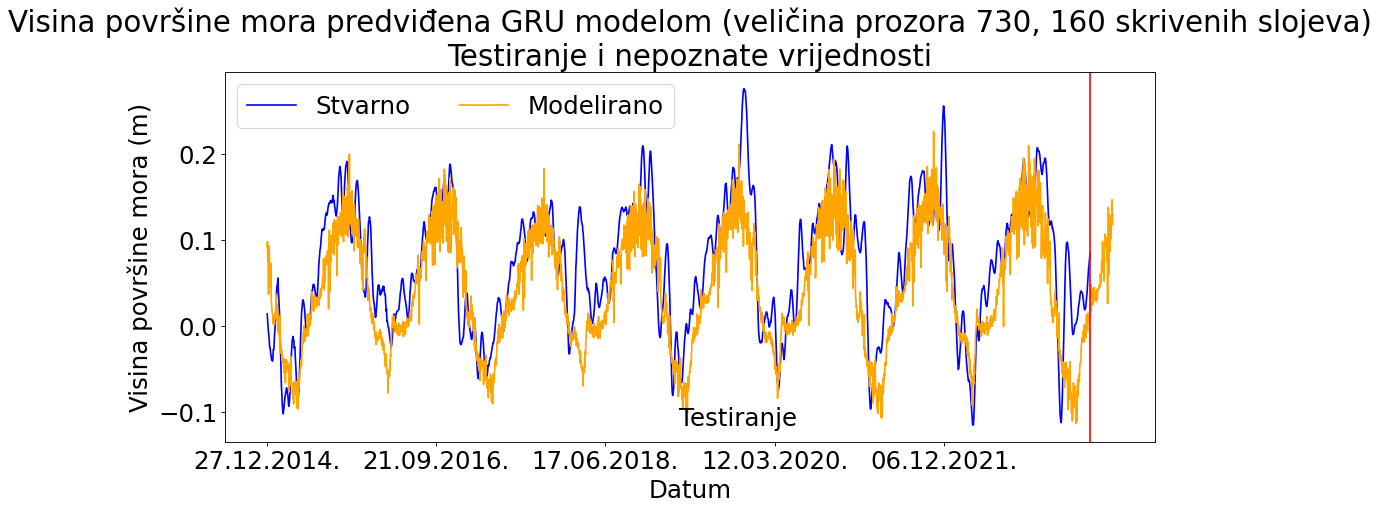 Visina površine mora predviđena GRU modelom (veličina prozora 730, 160 skrivenih slojeva)
Testiranje i nepoznate vrijednosti
Stvarno Modelirano
Visina površine mora (m)
0.2
0.1
0.0
−0.1
Testiranje
27.12.2014. 21.09.2016. 17.06.2018. 12.03.2020. 06.12.2021.
Datum